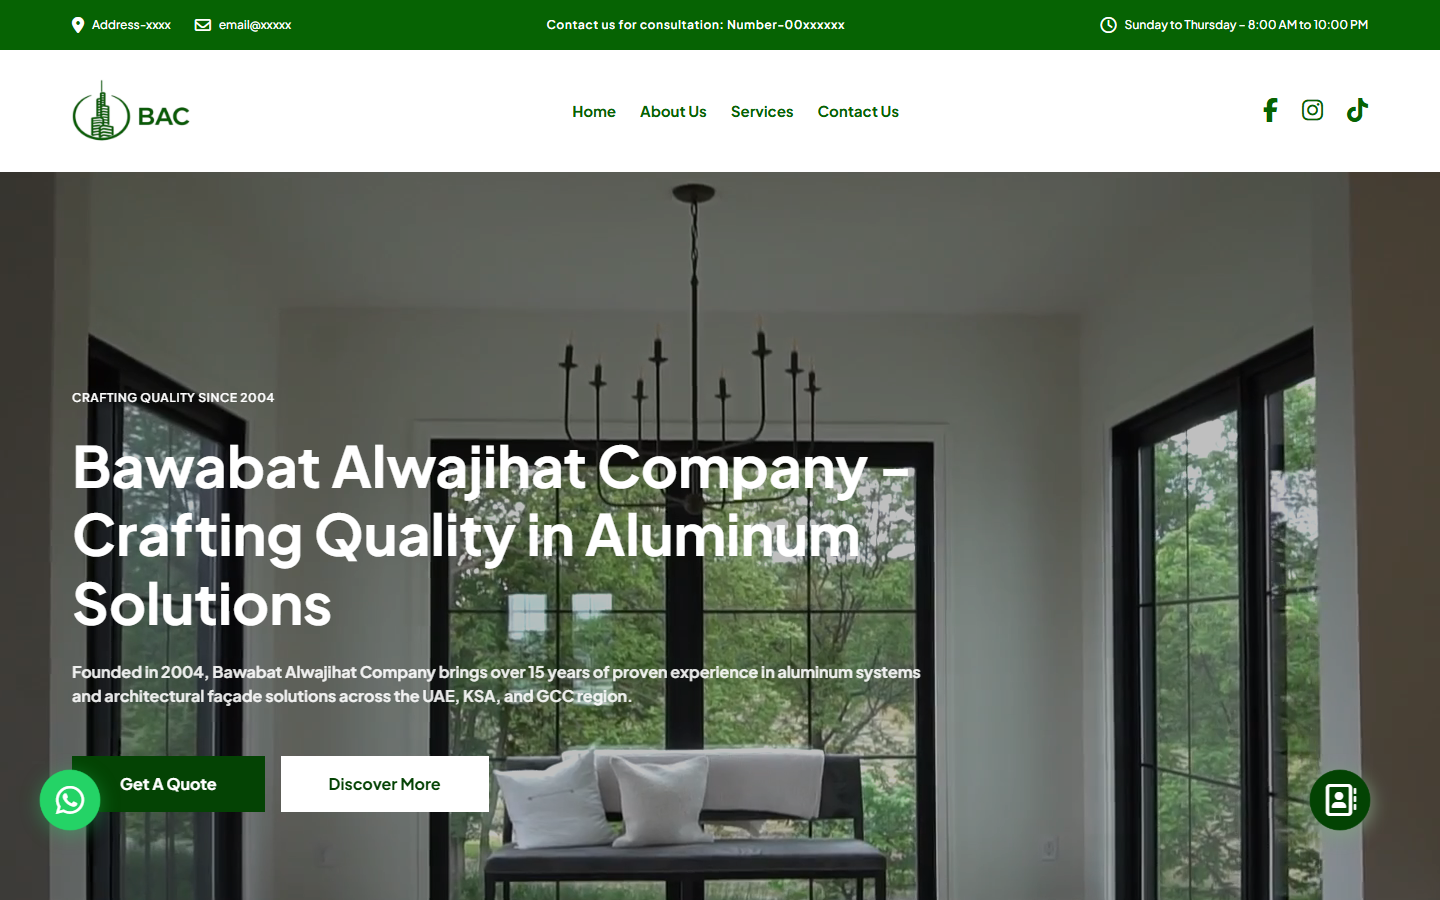 Address-xxxx
email@xxxxx
Contact us for consultation: Number-00xxxxxx
Sunday to Thursday – 8:00 AM to 10:00 PM
BAC
Home
About Us
Services
Contact Us
CRAFTING QUALITY SINCE 2004
Bawabat Alwajihat Company –
Crafting Quality in Aluminum
Solutions
Founded in 2004, Bawabat Alwajihat Company brings over 15 years of proven experience in aluminum systems
and architectural façade solutions across the UAE, KSA, and GCC region.
Get A Quote
Discover More